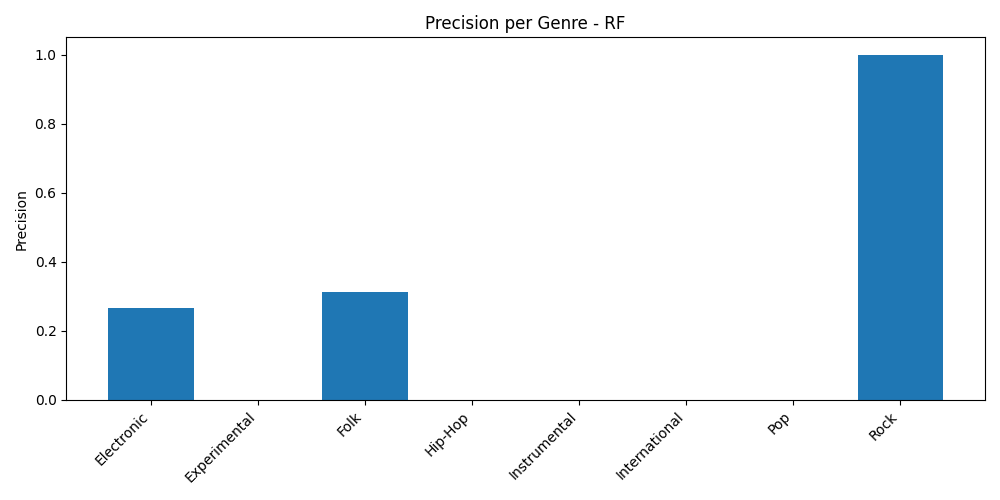 Precision per Genre - RF
Precision
1.0
0.8
0.6
0.4
0.2
0.0
Electronic
Experimental
Folk
Hip-Hop
Instrumental
International
Pop
Rock